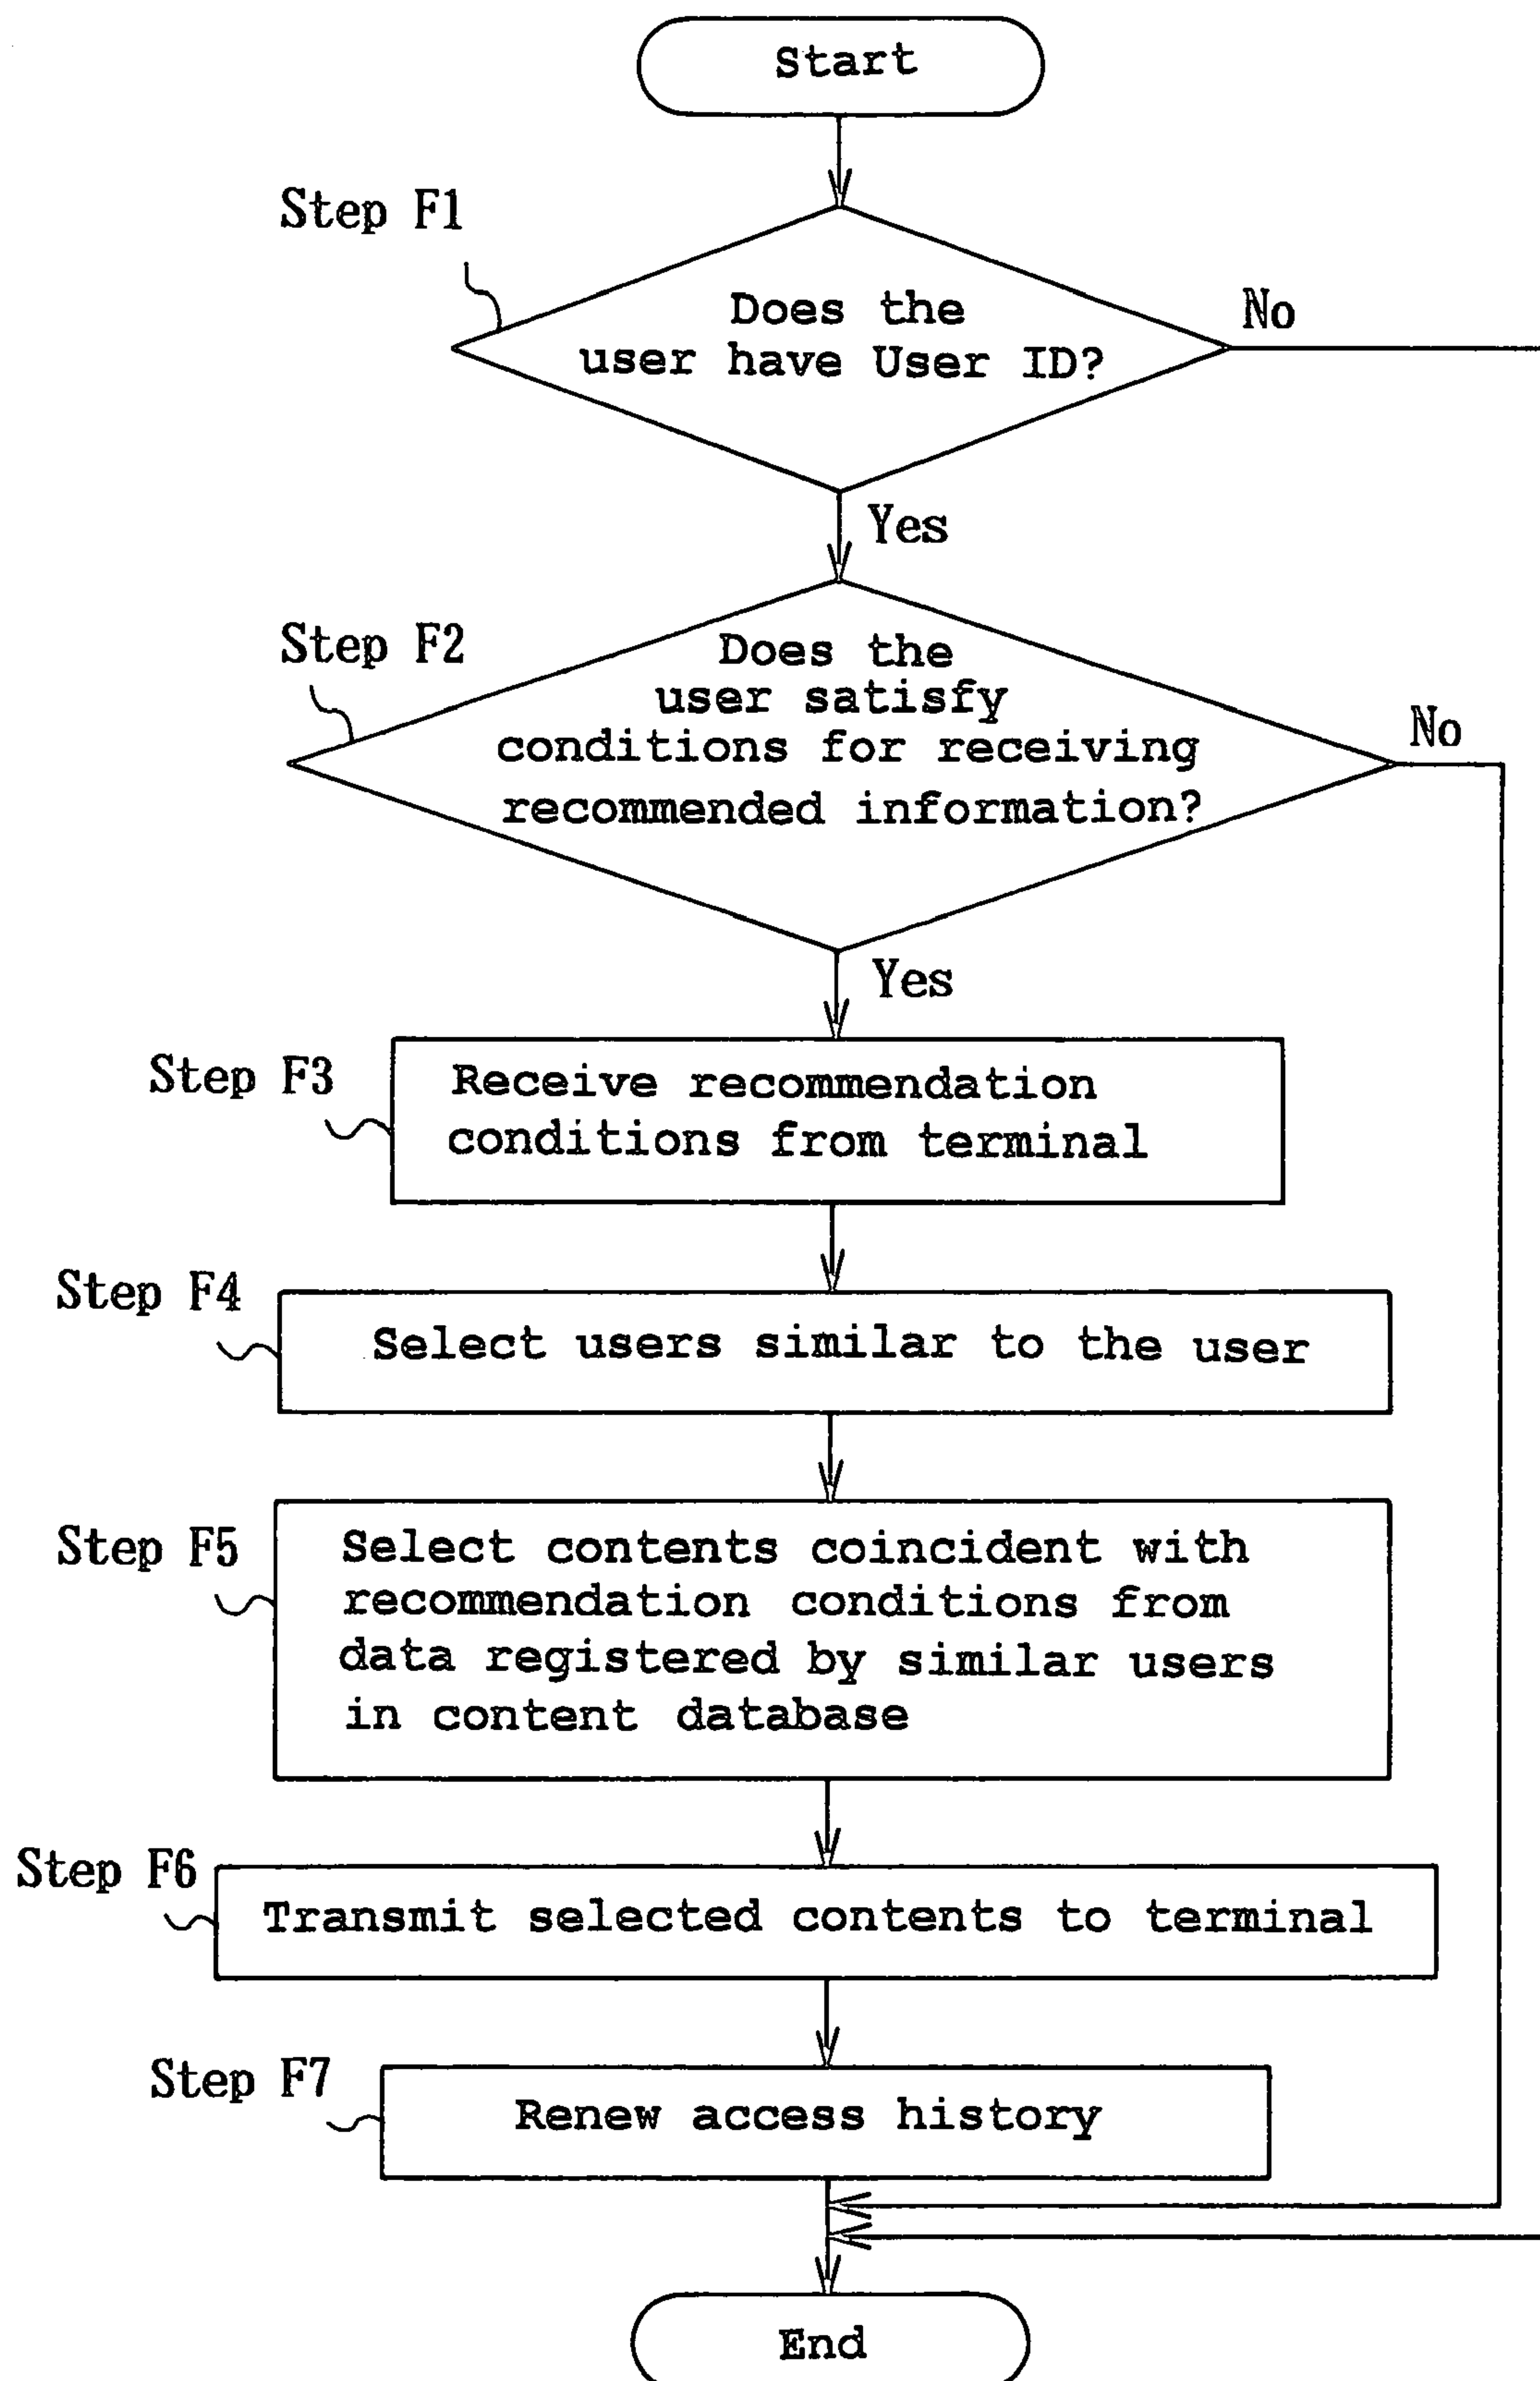 Start
Step F1
Does the
user have User ID?
No
Yes
Step F2
Does the
user satisfy
conditions for receiving
recommended information?
No
Yes
Step F3
Receive recommendation
conditions from terminal
Step F4
Select users similar to the user
Step F5
Select contents coincident with
recommendation conditions from
data registered by similar users
in content database
Step F6
Transmit selected contents to terminal
Step F7
Renew access history
End